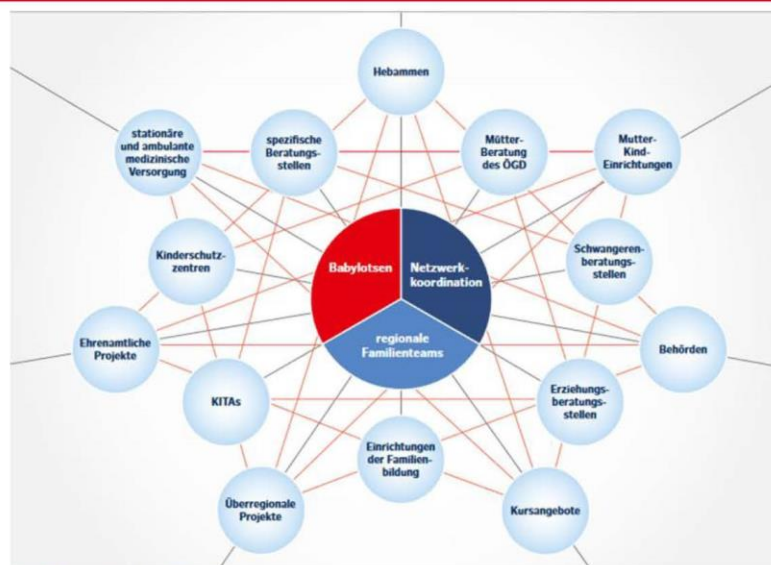 Hebammen
stationäre
und ambulante
medizinische
Versorgung
spezifische
Beratungs-
stellen
Mütter-
Beratung
des ÖGD
Mutter-
Kind-
Einrichtungen
Kinderschutz-
zentren
Babylotsen
Netzwerk-
koordination
Schwangeren-
beratungs-
stellen
Ehrenamtliche
Projekte
regionale
Familienteams
Behörden
KITAs
Erziehungs-
beratungs-
stellen
Einrichtungen
der Familien-
bildung
Überregionale
Projekte
Kursangebote